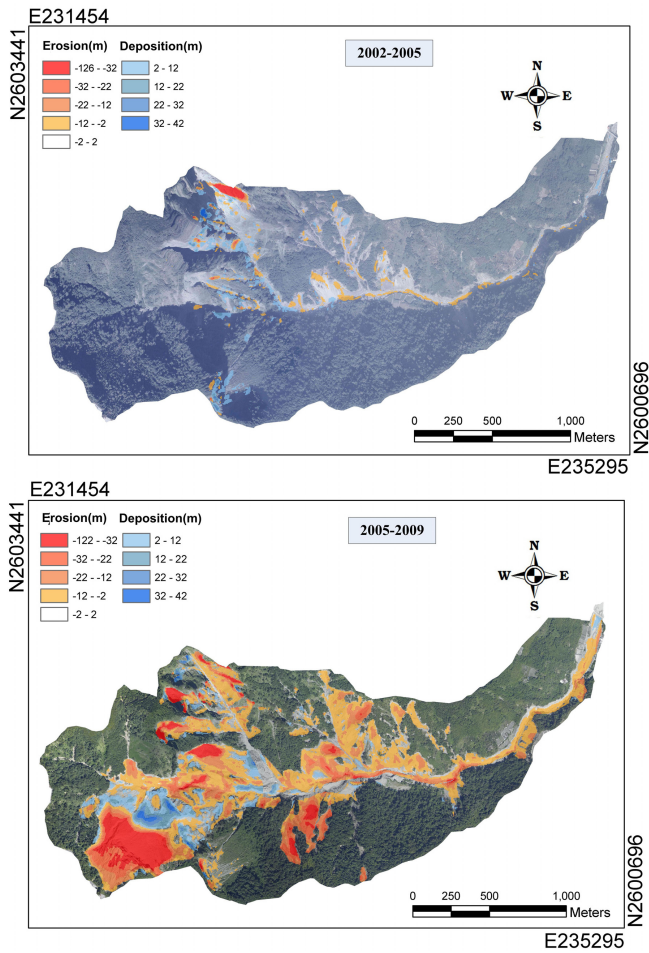 E231454
N2603441
Erosion(m) Deposition(m)
2002-2005
-126 - -32 2 - 12
-32 - -22 12 - 22
-22 - -12 22 - 32
-12 - -2 32 - 42
-2 - 2
N
W E
S
0 250 500 1,000
Meters
N2600696
E235295
E231454
N2603441
Erosion(m) Deposition(m)
2005-2009
-122 - -32 2 - 12
-32 - -22 12 - 22
-22 - -12 22 - 32
-12 - -2 32 - 42
-2 - 2
N
W E
S
0 250 500 1,000
Meters
N2600696
E235295